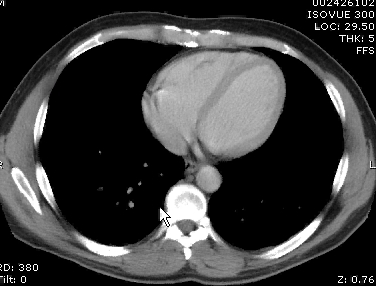 002426102
ISOVUE 300
LOC: 29.50
THK: 5
FFS
R
L
RD: 380
Tilt: 0
Z: 0.76